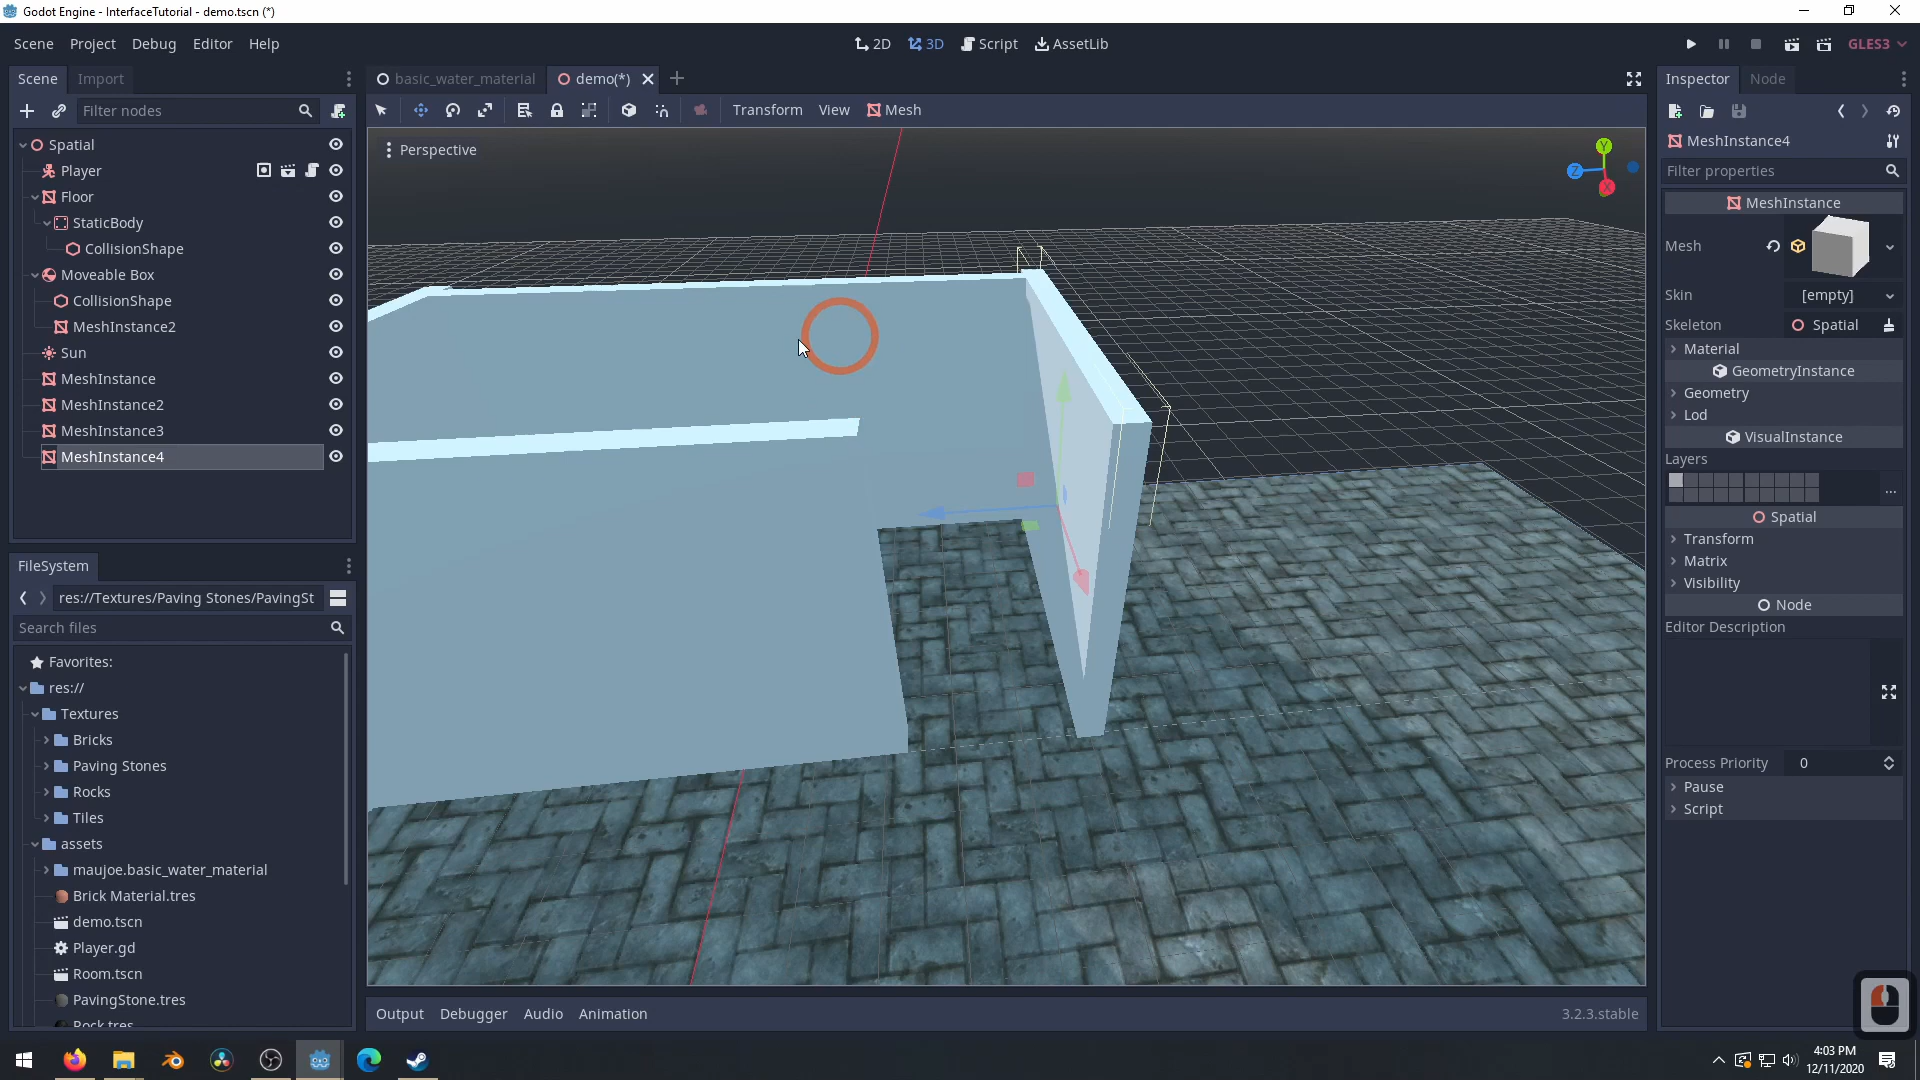 Godot Engine - InterfaceTutorial - demo.tscn (*)
Scene Project Debug Editor Help
2D 3D Script AssetLib
GLES3
Scene Import
Filter nodes
Spatial
Player
Floor
StaticBody
CollisionShape
Moveable Box
CollisionShape
MeshInstance2
Sun
MeshInstance
MeshInstance2
MeshInstance3
MeshInstance4
FileSystem
res://Textures/Paving Stones/PavingSt
Search files
Favorites:
res://
Textures
Bricks
Paving Stones
Rocks
Tiles
assets
maujoe.basic_water_material
Brick Material.tres
demo.tscn
Player.gd
Room.tscn
PavingStone.tres
Rock.tres
basic_water_material demo(*)
Transform View Mesh
Perspective
Y
Z
X
Output Debugger Audio Animation
3.2.3.stable
Inspector Node
MeshInstance4
Filter properties
MeshInstance
Mesh
Skin [empty]
Skeleton Spatial
Material
GeometryInstance
Geometry
Lod
VisualInstance
Layers
...
Spatial
Transform
Matrix
Visibility
Node
Editor Description
Process Priority 0
Pause
Script
4:03 PM
12/11/2020